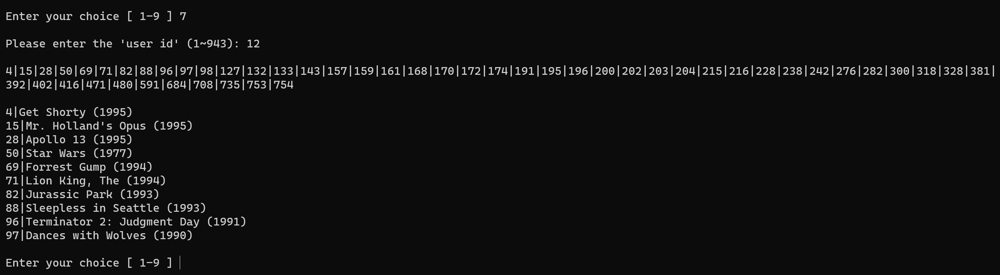 Enter your choice [ 1-9 ] 7
Please enter the 'user id' (1~943): 12
4|15|28|50|69|71|82|88|96|97|98|127|132|133|143|157|159|161|168|170|172|174|191|195|196|200|202|203|204|215|216|228|238|242|276|282|300|318|328|381|
392|402|416|471|480|591|684|708|735|753|754
4|Get Shorty (1995)
15|Mr. Holland's Opus (1995)
28|Apollo 13 (1995)
50|Star Wars (1977)
69|Forrest Gump (1994)
71|Lion King, The (1994)
82|Jurassic Park (1993)
88|Sleepless in Seattle (1993)
96|Terminator 2: Judgment Day (1991)
97|Dances with Wolves (1990)
Enter your choice [ 1-9 ]